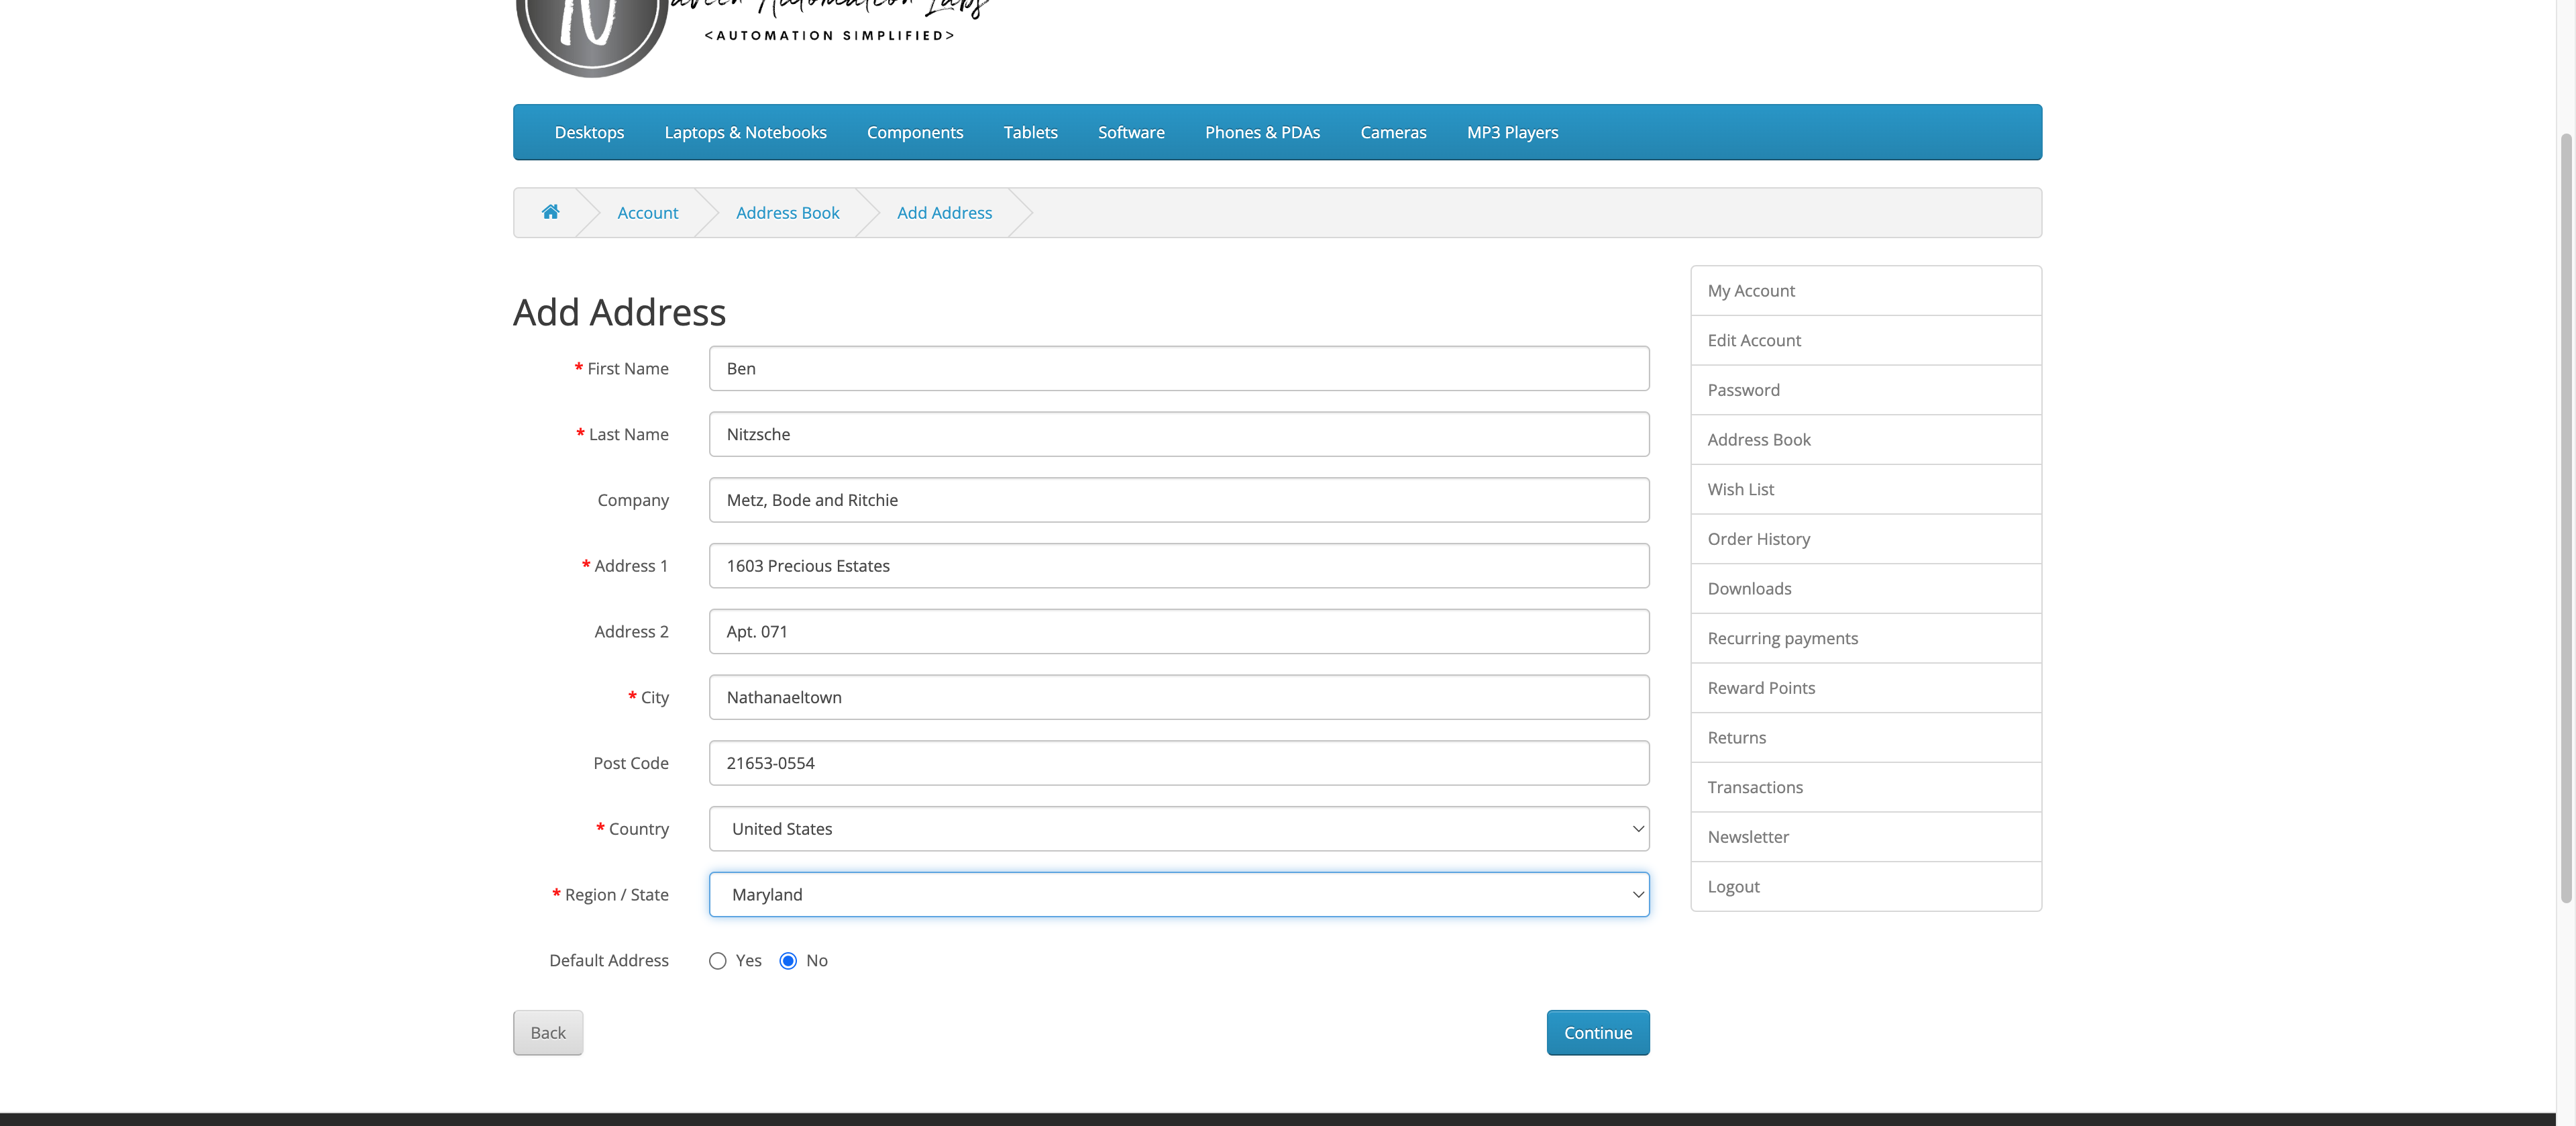 Automation Labs
<AUTOMATION SIMPLIFIED>
Desktops Laptops & Notebooks Components Tablets Software Phones & PDAs Cameras MP3 Players
Account Address Book Add Address
Add Address
* First Name Ben
* Last Name Nitzsche
Company Metz, Bode and Ritchie
* Address 1 1603 Precious Estates
Address 2 Apt. 071
* City Nathanaeltown
Post Code 21653-0554
* Country United States
* Region / State Maryland
Default Address Yes No
Back Continue
My Account
Edit Account
Password
Address Book
Wish List
Order History
Downloads
Recurring payments
Reward Points
Returns
Transactions
Newsletter
Logout